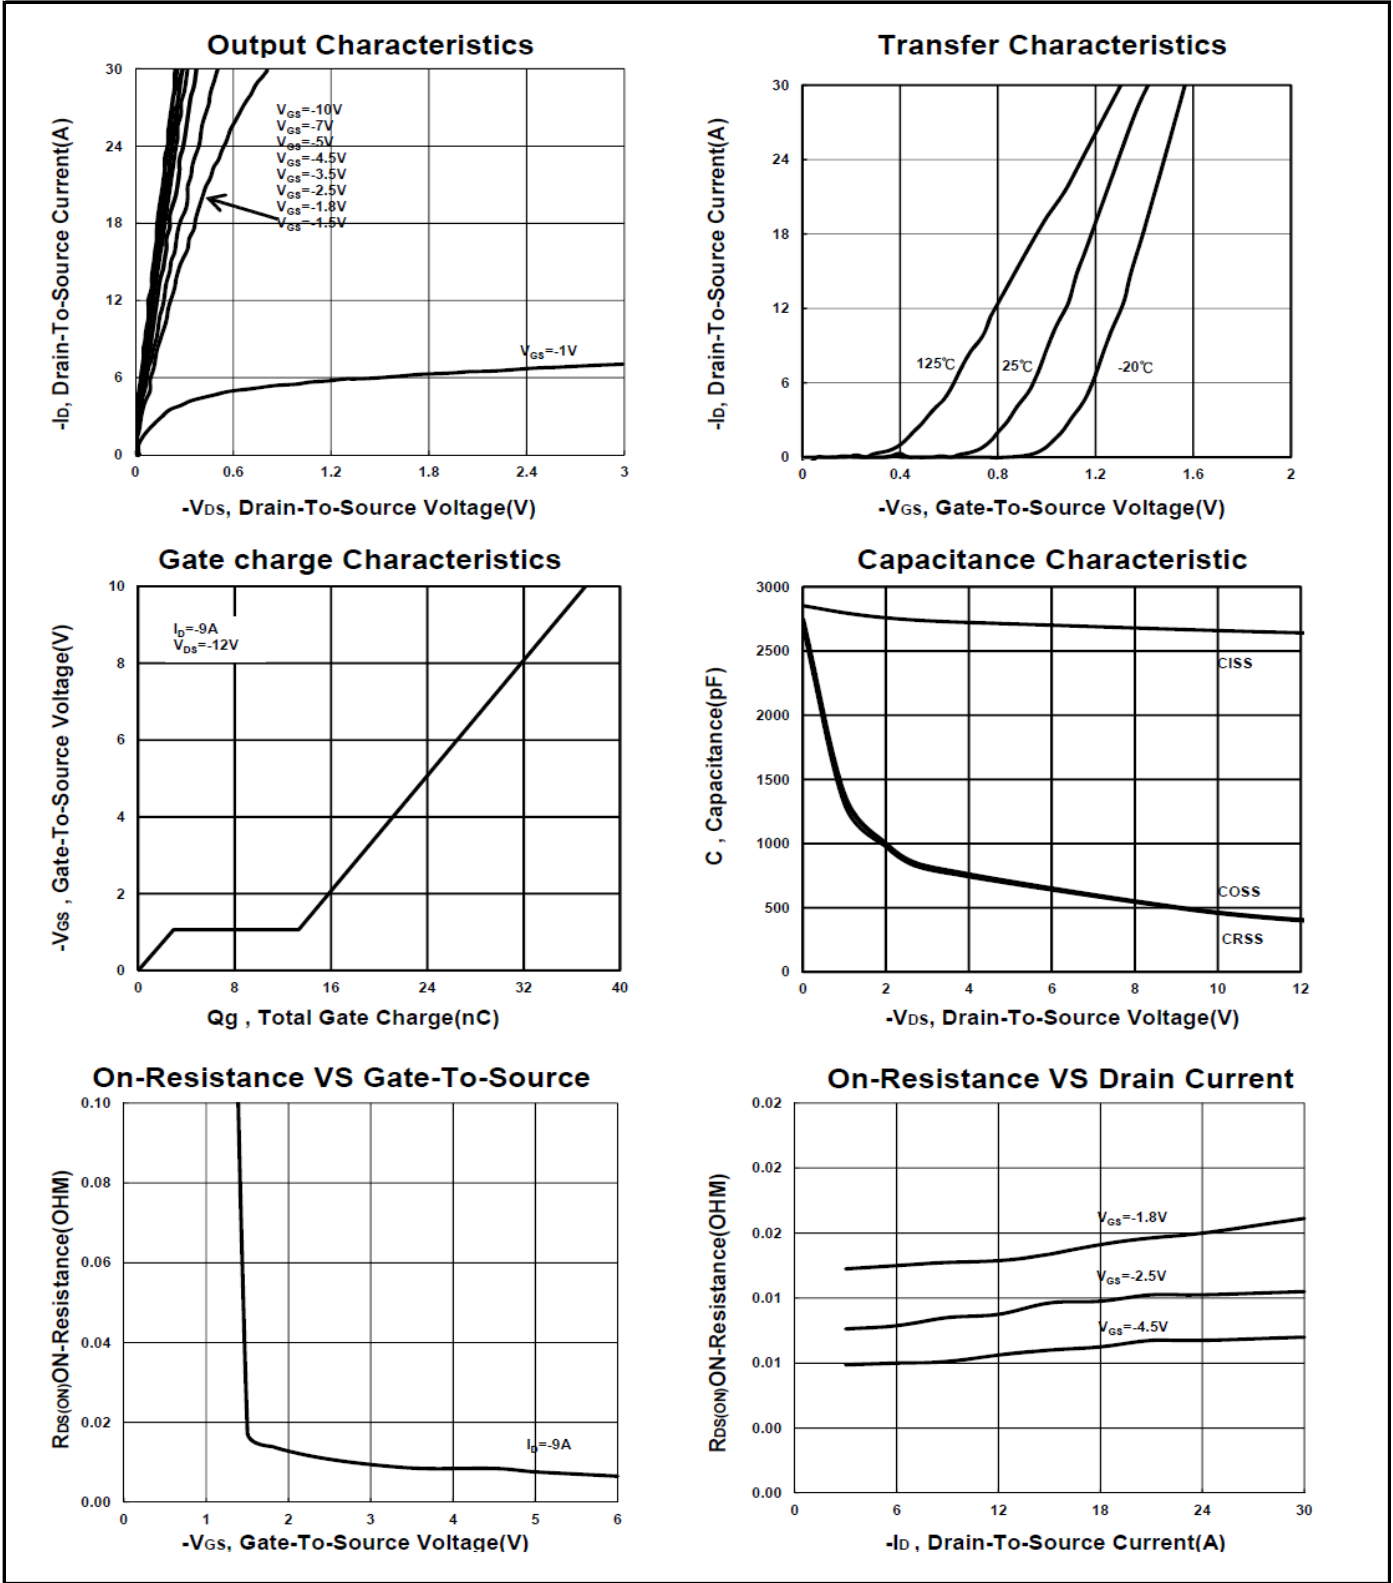 Output Characteristics
-ID, Drain-To-Source Current(A)
30
24
18
12
6
0
VGS=-10V
VGS=-7V
VGS=-5V
VGS=-4.5V
VGS=-3.5V
VGS=-2.5V
VGS=-1.8V
VGS=-1.5V
VGS=-1V
0 0.6 1.2 1.8 2.4 3
-VDS, Drain-To-Source Voltage(V)
Transfer Characteristics
-ID, Drain-To-Source Current(A)
30
24
18
12
6
0
125℃ 25℃ -20℃
0 0.4 0.8 1.2 1.6 2
-VGS, Gate-To-Source Voltage(V)
Gate charge Characteristics
-VGS , Gate-To-Source Voltage(V)
10
8
6
4
2
0
ID=-9A
VDS=-12V
0 8 16 24 32 40
Qg , Total Gate Charge(nC)
Capacitance Characteristic
C , Capacitance(pF)
3000
2500
2000
1500
1000
500
0
CISS
COSS
CRSS
0 2 4 6 8 10 12
-VDS, Drain-To-Source Voltage(V)
On-Resistance VS Gate-To-Source
RDS(ON)ON-Resistance(OHM)
0.10
0.08
0.06
0.04
0.02
0.00
ID=-9A
0 1 2 3 4 5 6
-VGS, Gate-To-Source Voltage(V)
On-Resistance VS Drain Current
RDS(ON)ON-Resistance(OHM)
0.02
0.02
0.02
0.01
0.01
0.00
0.00
VGS=-1.8V
VGS=-2.5V
VGS=-4.5V
0 6 12 18 24 30
-ID , Drain-To-Source Current(A)